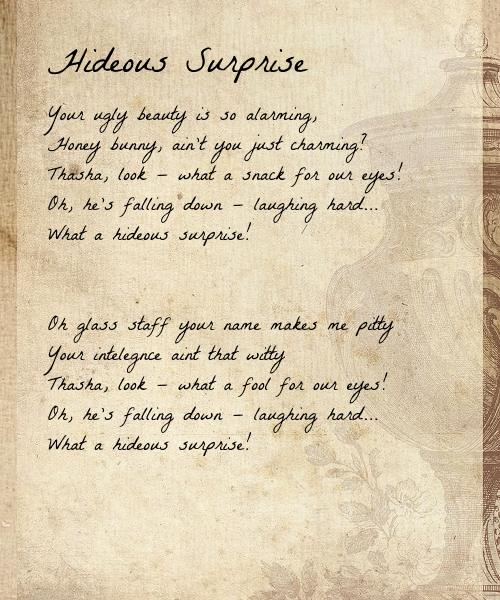 Hideous Surprise
Your ugly beauty is so alarming,
Honey bunny, ain't you just charming?
Thasha, look – what a snack for our eyes!
Oh, he's falling down – laughing hard...
What a hideous surprise!
Oh glass staff your name makes me pitty
Your intelegnce aint that witty
Thasha, look – what a fool for our eyes!
Oh, he's falling down – laughing hard...
What a hideous surprise!